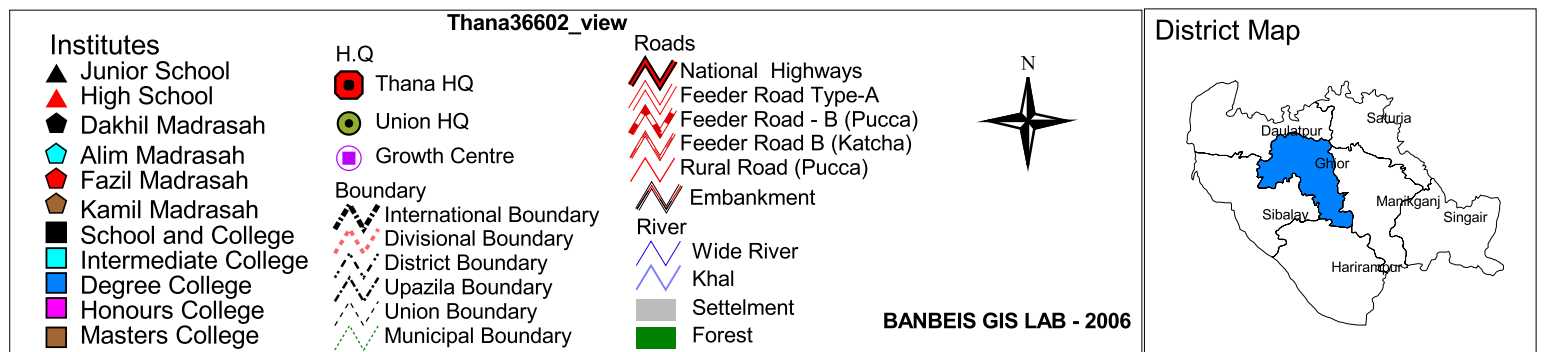 Thana36602_view
Institutes
Junior School
High School
Dakhil Madrasah
Alim Madrasah
Fazil Madrasah
Kamil Madrasah
School and College
Intermediate College
Degree College
Honours College
Masters College
H.Q
Thana HQ
Union HQ
Growth Centre
Boundary
International Boundary
Divisional Boundary
District Boundary
Upazila Boundary
Union Boundary
Municipal Boundary
Roads
National Highways
Feeder Road Type-A
Feeder Road - B (Pucca)
Feeder Road B (Katcha)
Rural Road (Pucca)
Embankment
River
Wide River
Khal
Settelment
Forest
N
BANBEIS GIS LAB - 2006
District Map
Saturia
Daulatpur
Ghior
Manikganj
Sibalay
Singair
Harirampur